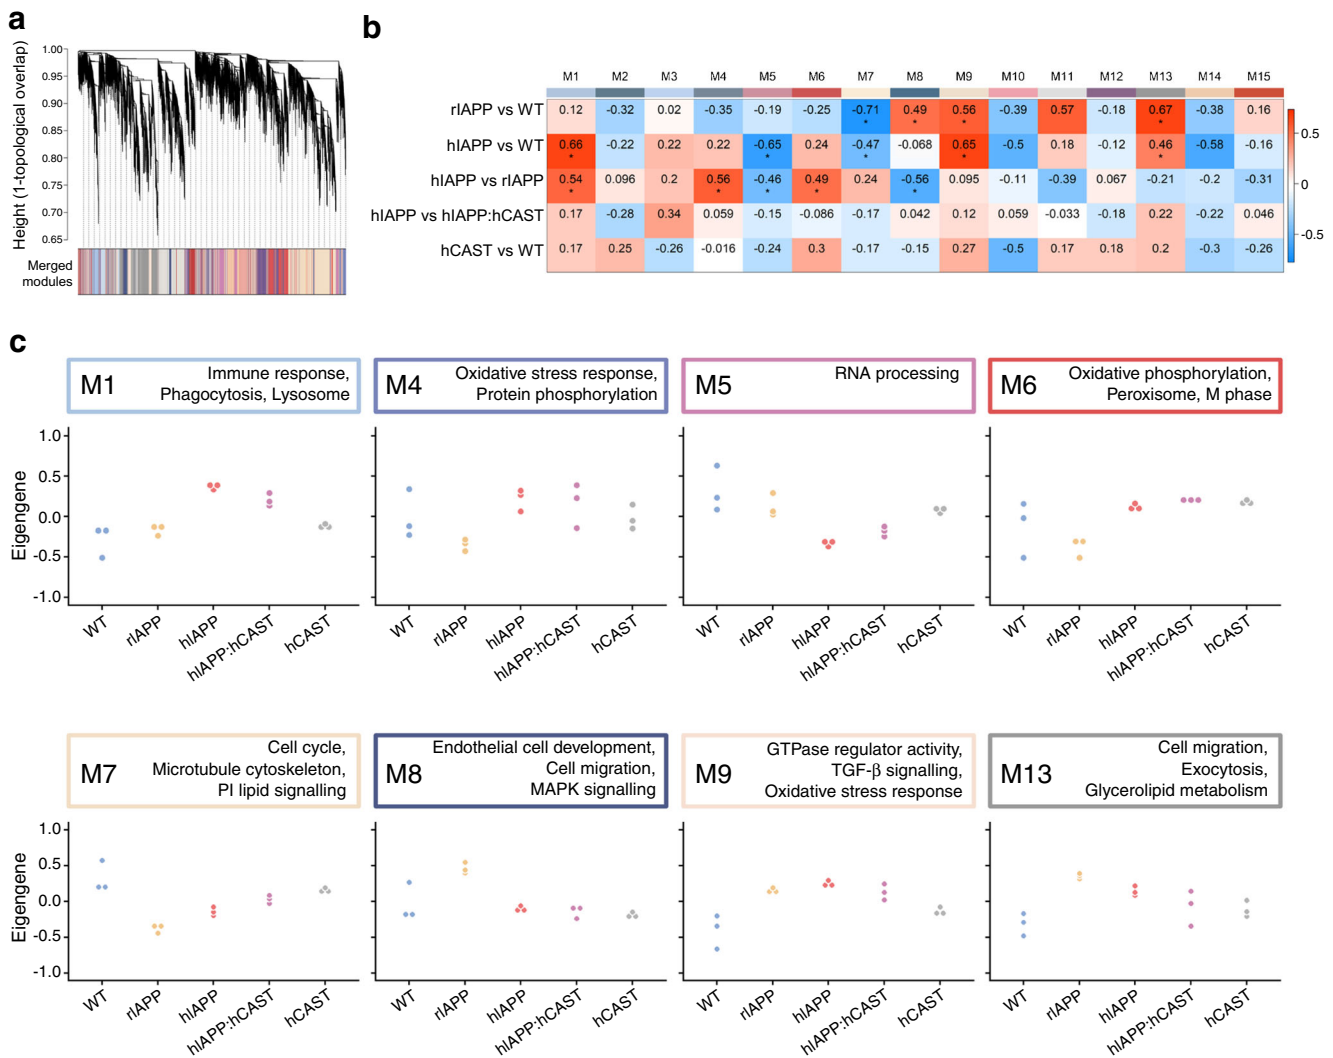 a
Height (1-topological overlap)
1.00
0.95
0.90
0.85
0.80
0.75
0.70
0.65
Merged
modules
b
M1 M2 M3 M4 M5 M6 M7 M8 M9 M10 M11 M12 M13 M14 M15
rIAPP vs WT 0.12 -0.32 0.02 -0.35 -0.19 -0.25 -0.71 * 0.49 * 0.56 * -0.39 0.57 -0.18 0.67 * -0.38 0.16
hIAPP vs WT 0.66 * -0.22 0.22 0.22 -0.65 * 0.24 -0.47 * -0.068 0.65 * -0.5 0.18 -0.12 0.46 * -0.58 -0.16
hIAPP vs rIAPP 0.54 * 0.096 0.2 0.56 * -0.46 * 0.49 * 0.24 -0.56 * 0.095 -0.11 -0.39 0.067 -0.21 -0.2 -0.31
hIAPP vs hIAPP:hCAST 0.17 -0.28 0.34 0.059 -0.15 -0.086 -0.17 0.042 0.12 0.059 -0.033 -0.18 0.22 -0.22 0.046
hCAST vs WT 0.17 0.25 -0.26 -0.016 -0.24 0.3 -0.17 -0.15 0.27 -0.5 0.17 0.18 0.2 -0.3 -0.26
0.5
0
-0.5
c
M1
Immune response,
Phagocytosis, Lysosome
M4
Oxidative stress response,
Protein phosphorylation
M5
RNA processing
M6
Oxidative phosphorylation,
Peroxisome, M phase
Eigengene
1.0
0.5
0.0
-0.5
-1.0
WT rIAPP hIAPP hIAPP:hCAST hCAST
WT rIAPP hIAPP hIAPP:hCAST hCAST
WT rIAPP hIAPP hIAPP:hCAST hCAST
WT rIAPP hIAPP hIAPP:hCAST hCAST
M7
Cell cycle,
Microtubule cytoskeleton,
PI lipid signalling
M8
Endothelial cell development,
Cell migration,
MAPK signalling
M9
GTPase regulator activity,
TGF-β signalling,
Oxidative stress response
M13
Cell migration,
Exocytosis,
Glycerolipid metabolism
Eigengene
1.0
0.5
0.0
-0.5
-1.0
WT rIAPP hIAPP hIAPP:hCAST hCAST
WT rIAPP hIAPP hIAPP:hCAST hCAST
WT rIAPP hIAPP hIAPP:hCAST hCAST
WT rIAPP hIAPP hIAPP:hCAST hCAST